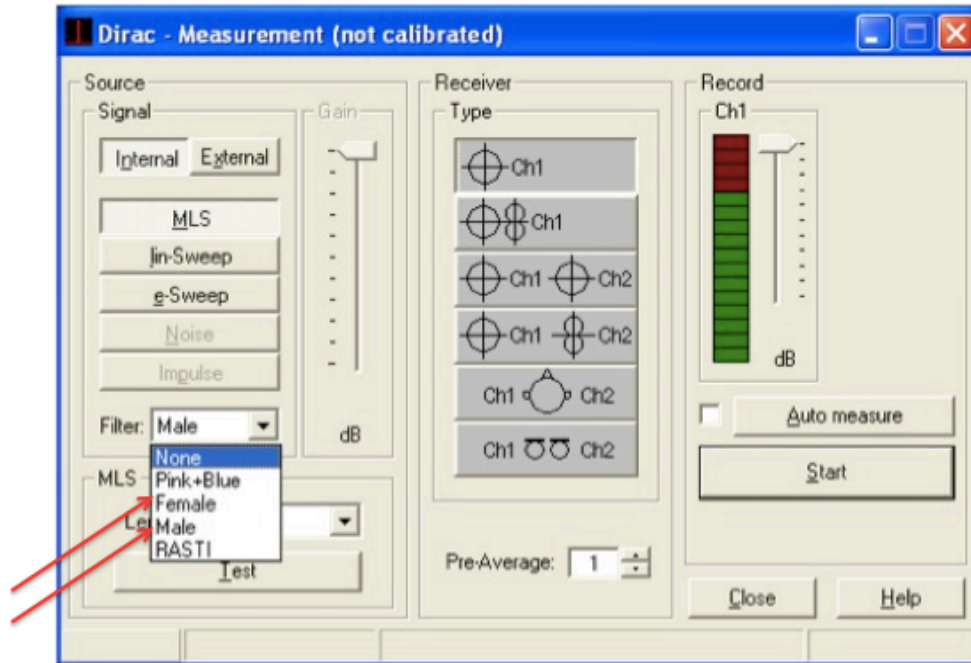 Dirac - Measurement (not calibrated)
Source
Signal
Internal External
MLS
lin-Sweep
e-Sweep
Noise
Impulse
Filter: Male
None
Pink+Blue
Female
Male
RASTI
Gain
dB
MLS
Test
Receiver
Type
Ch1
Ch1
Ch1 Ch2
Ch1 Ch2
Ch1 Ch2
Ch1 Ch2
Pre-Average: 1
Record
Ch1
dB
Auto measure
Start
Close Help